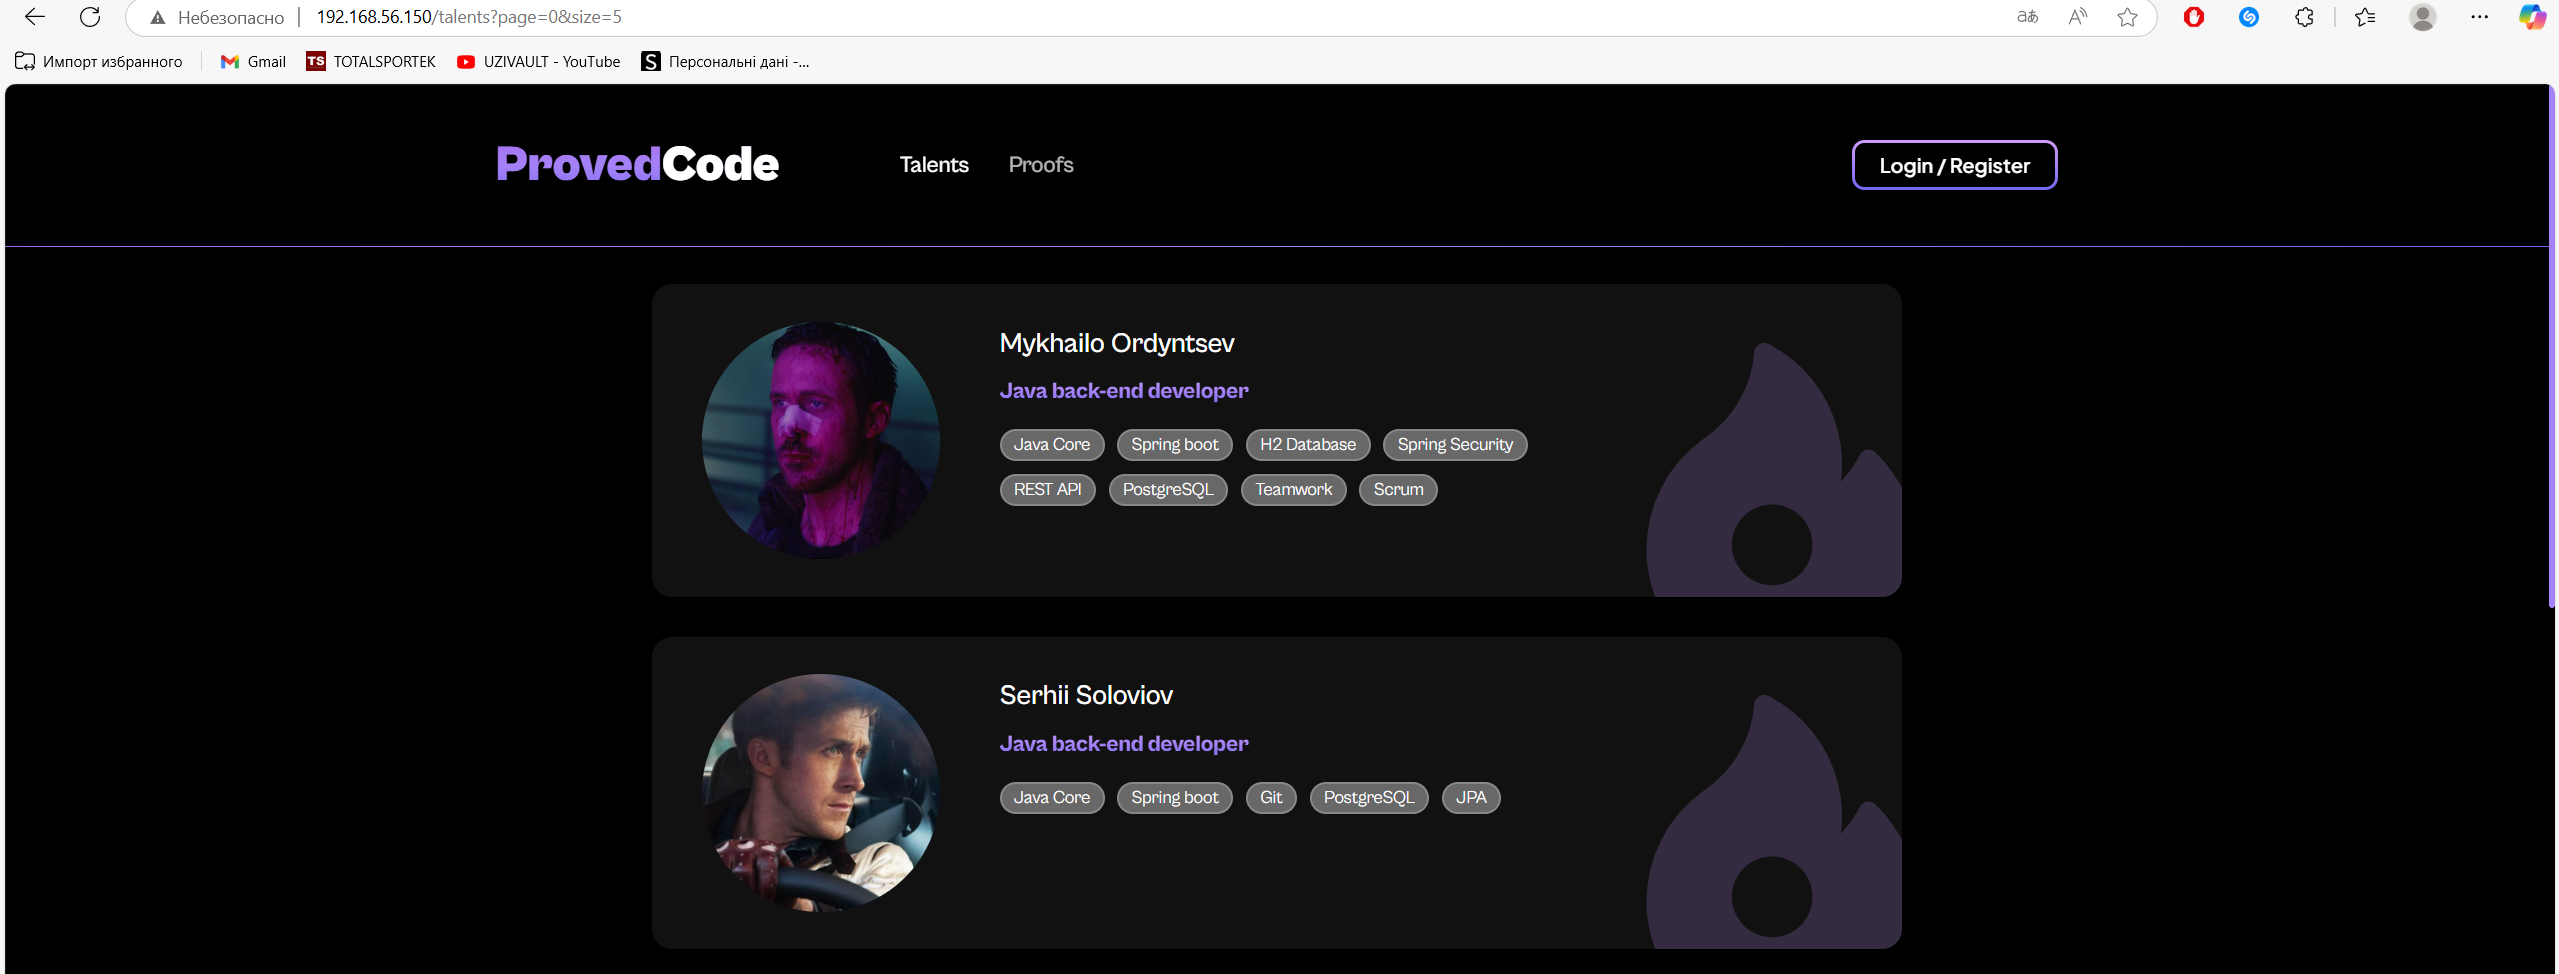 Небезопасно | 192.168.56.150/talents?page=0&size=5
Импорт избранного Gmail TS TOTALSPORTEK UZIVAULT - YouTube S Персональні дані -...
ProvedCode Talents Proofs Login / Register
Mykhailo Ordyntsev
Java back-end developer
Java Core Spring boot H2 Database Spring Security
REST API PostgreSQL Teamwork Scrum
Serhii Soloviov
Java back-end developer
Java Core Spring boot Git PostgreSQL JPA